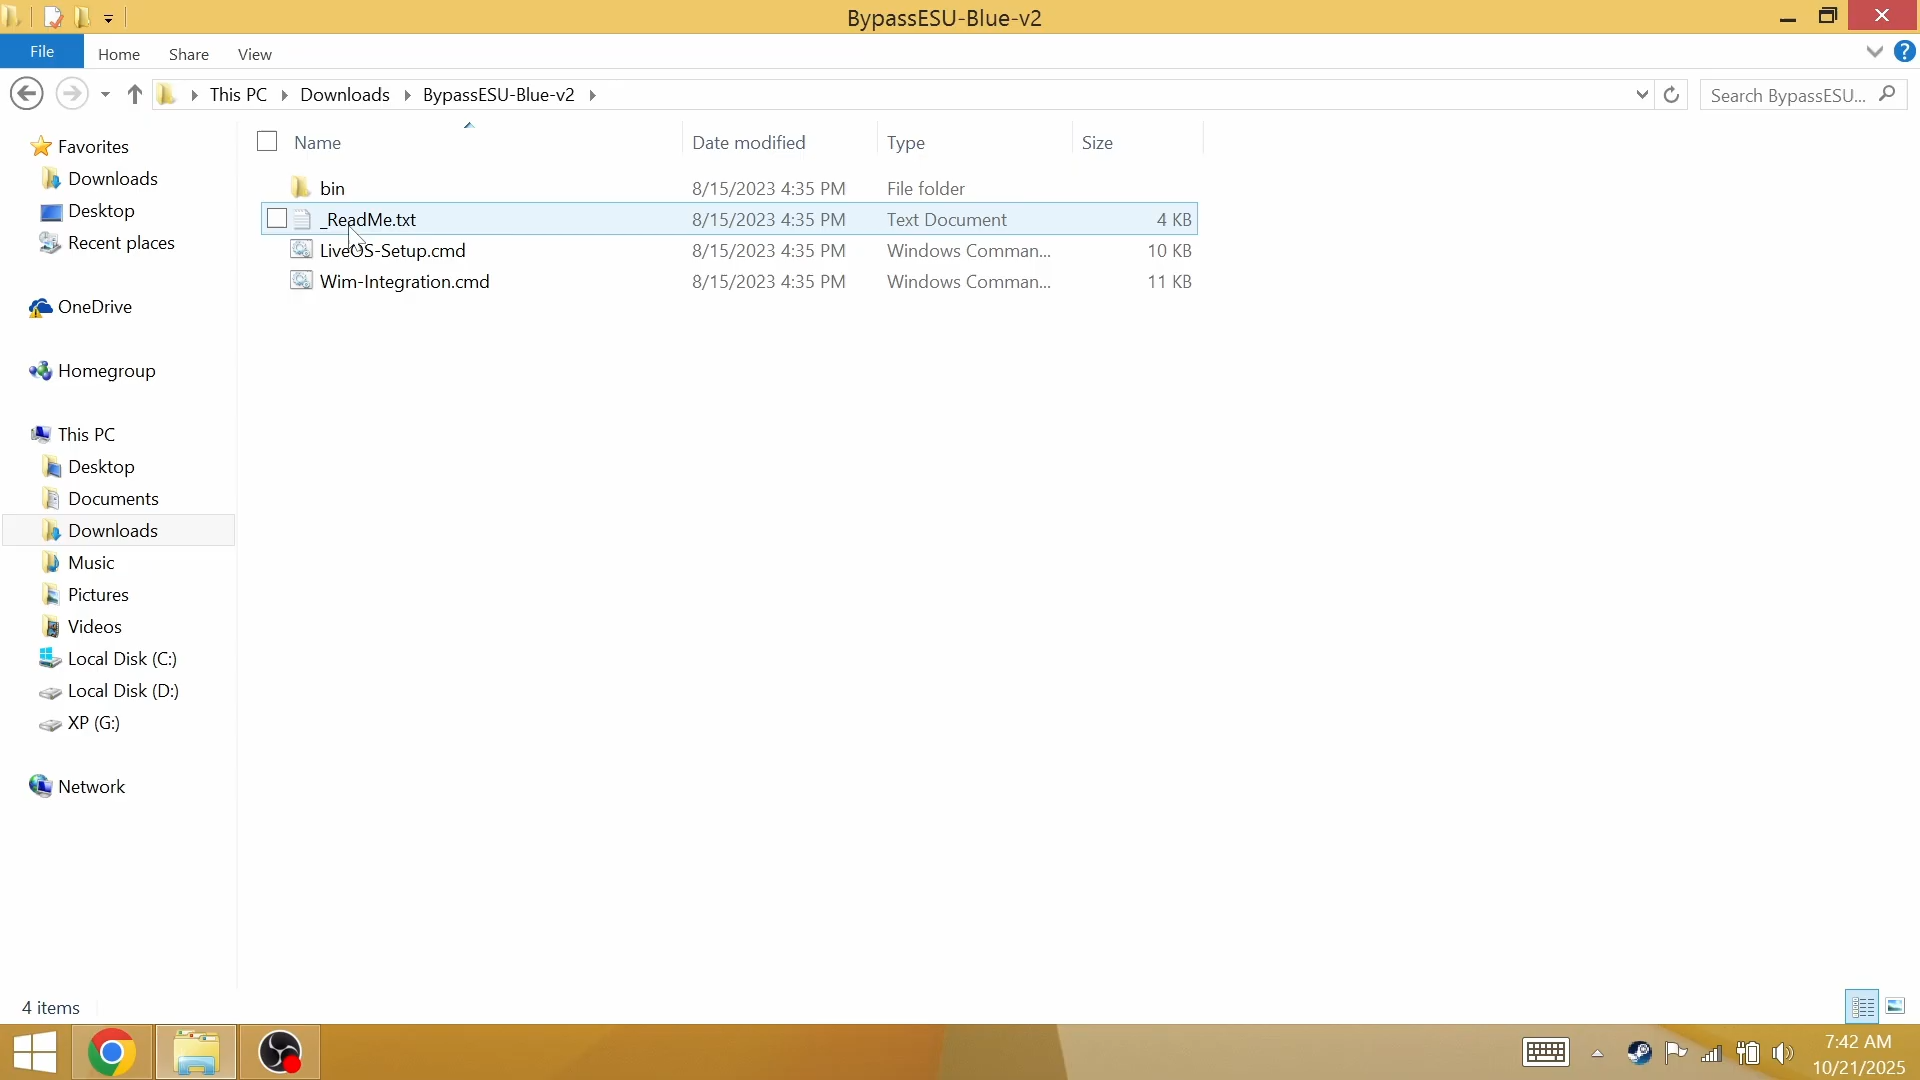 BypassESU-Blue-v2
File Home Share View
This PC Downloads BypassESU-Blue-v2
Search BypassESU...
Name Date modified Type Size
bin 8/15/2023 4:35 PM File folder
_ReadMe.txt 8/15/2023 4:35 PM Text Document 4 KB
LiveOS-Setup.cmd 8/15/2023 4:35 PM Windows Comman... 10 KB
Wim-Integration.cmd 8/15/2023 4:35 PM Windows Comman... 11 KB
Favorites
Downloads
Desktop
Recent places
OneDrive
Homegroup
This PC
Desktop
Documents
Downloads
Music
Pictures
Videos
Local Disk (C:)
Local Disk (D:)
XP (G:)
Network
4 items
7:42 AM
10/21/2025